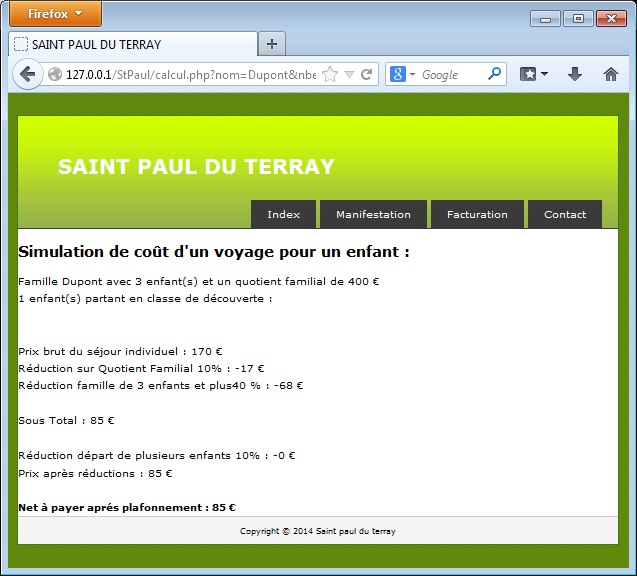 Firefox
SAINT PAUL DU TERRAY
127.0.0.1/StPaul/calcul.php?nom=Dupont&nbe
Google
SAINT PAUL DU TERRAY
Index Manifestation Facturation Contact
Simulation de coût d'un voyage pour un enfant :
Famille Dupont avec 3 enfant(s) et un quotient familial de 400 €
1 enfant(s) partant en classe de découverte :
Prix brut du séjour individuel : 170 €
Réduction sur Quotient Familial 10% : -17 €
Réduction famille de 3 enfants et plus40 % : -68 €
Sous Total : 85 €
Réduction départ de plusieurs enfants 10% : -0 €
Prix après réductions : 85 €
Net à payer aprés plafonnement : 85 €
Copyright © 2014 Saint paul du terray